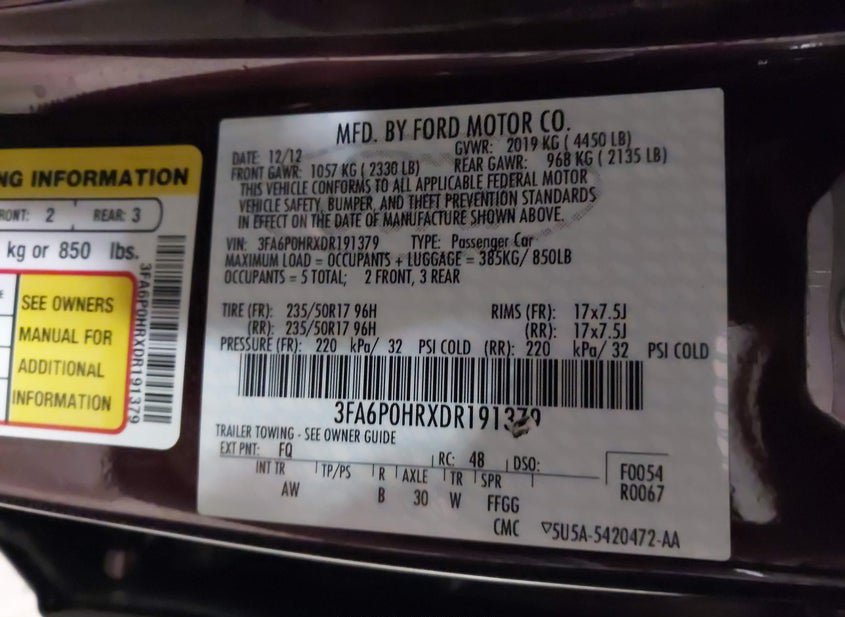 NG INFORMATION
RONT: 2 REAR: 3
kg or 850 lbs.
SEE OWNERS
MANUAL FOR
ADDITIONAL
INFORMATION
3FA6P0HRXDR191379
MFD. BY FORD MOTOR CO.
DATE: 12/12 GVWR: 2019 KG ( 4450 LB)
FRONT GAWR: 1057 KG ( 2330 LB) REAR GAWR: 968 KG ( 2135 LB)
THIS VEHICLE CONFORMS TO ALL APPLICABLE FEDERAL MOTOR
VEHICLE SAFETY, BUMPER, AND THEFT PREVENTION STANDARDS
IN EFFECT ON THE DATE OF MANUFACTURE SHOWN ABOVE.
VIN: 3FA6P0HRXDR191379 TYPE: Passenger Car
MAXIMUM LOAD = OCCUPANTS + LUGGAGE = 385KG/ 850LB
OCCUPANTS = 5 TOTAL; 2 FRONT, 3 REAR
TIRE (FR): 235/50R17 96H RIMS (FR): 17x7.5J
(RR): 235/50R17 96H (RR): 17x7.5J
PRESSURE (FR): 220 kPa/ 32 PSI COLD (RR): 220 kPa/ 32 PSI COLD
3FA6P0HRXDR191379
TRAILER TOWING - SEE OWNER GUIDE
EXT PNT: FQ RC: 48 DSO:
INT TR TP/PS R AXLE TR SPR
AW B 30 W FFGG
F0054
R0067
CMC ▽5U5A-5420472-AA